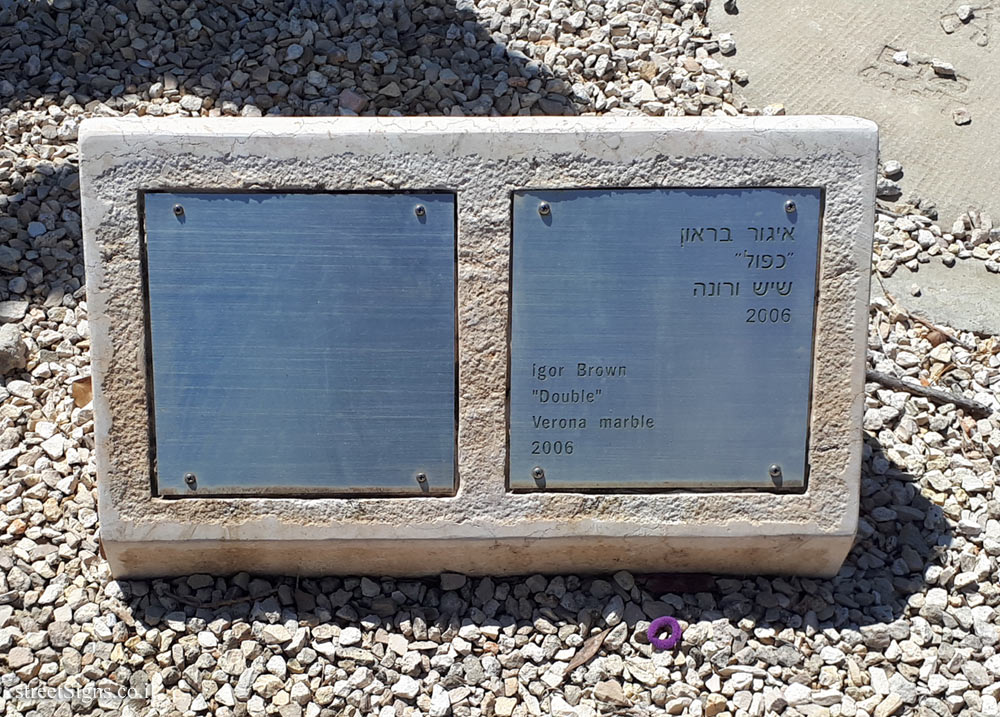 איגור בראון
"כפול"
שיש ורונה
2006
Igor Brown
"Double"
Verona marble
2006
streetSigns.co.il